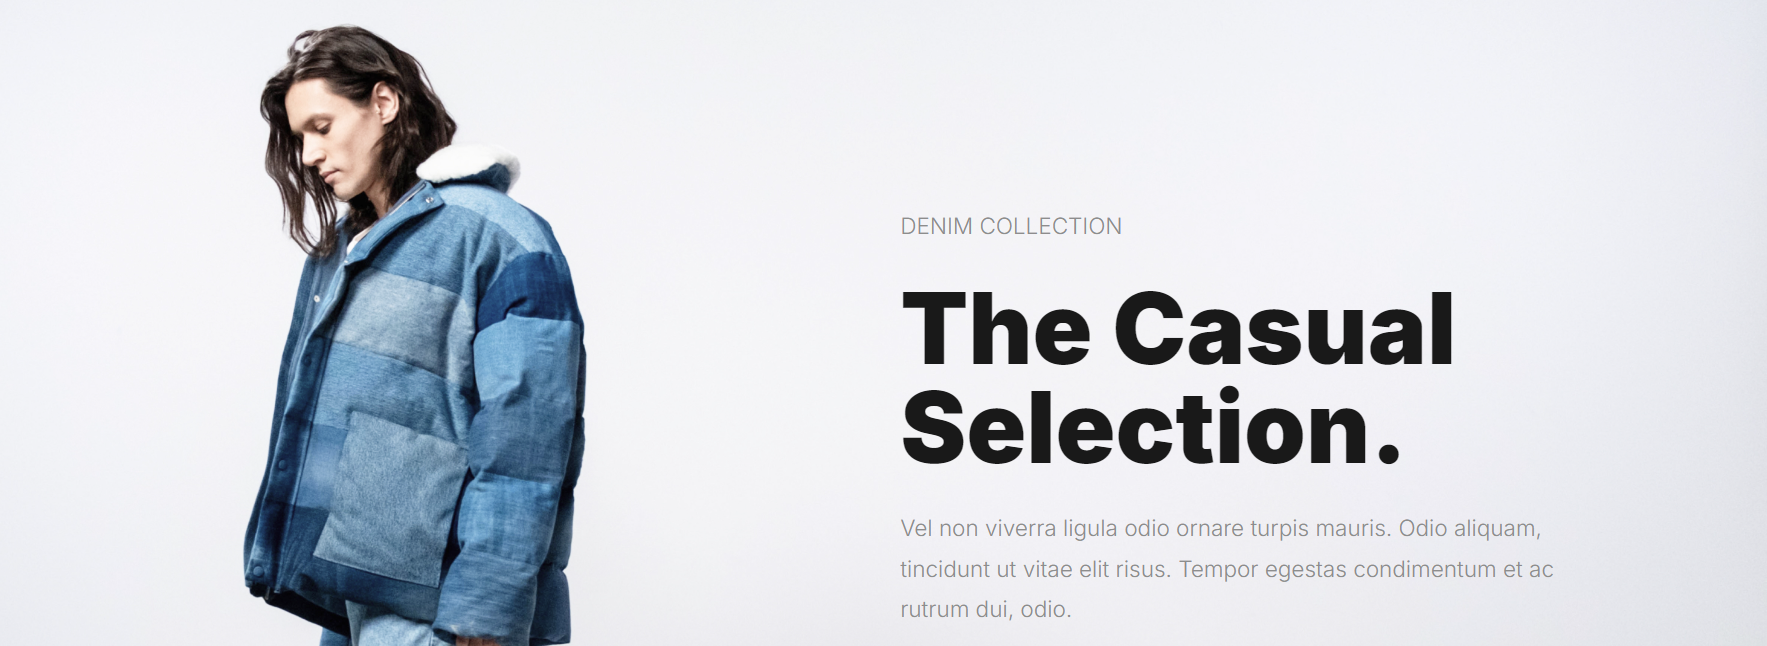 DENIM COLLECTION
The Casual
Selection.
Vel non viverra ligula odio ornare turpis mauris. Odio aliquam,
tincidunt ut vitae elit risus. Tempor egestas condimentum et ac
rutrum dui, odio.